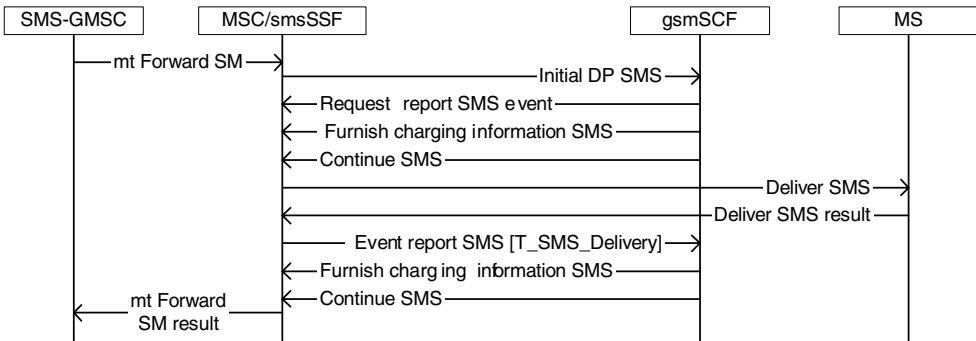 SMS-GMSC
MSC/smsSSF
gsmSCF
MS
mt Forward SM
Initial DP SMS
Request report SMS event
Furnish charging information SMS
Continue SMS
Deliver SMS
Deliver SMS result
Event report SMS [T_SMS_Delivery]
Furnish charging information SMS
Continue SMS
mt Forward
SM result